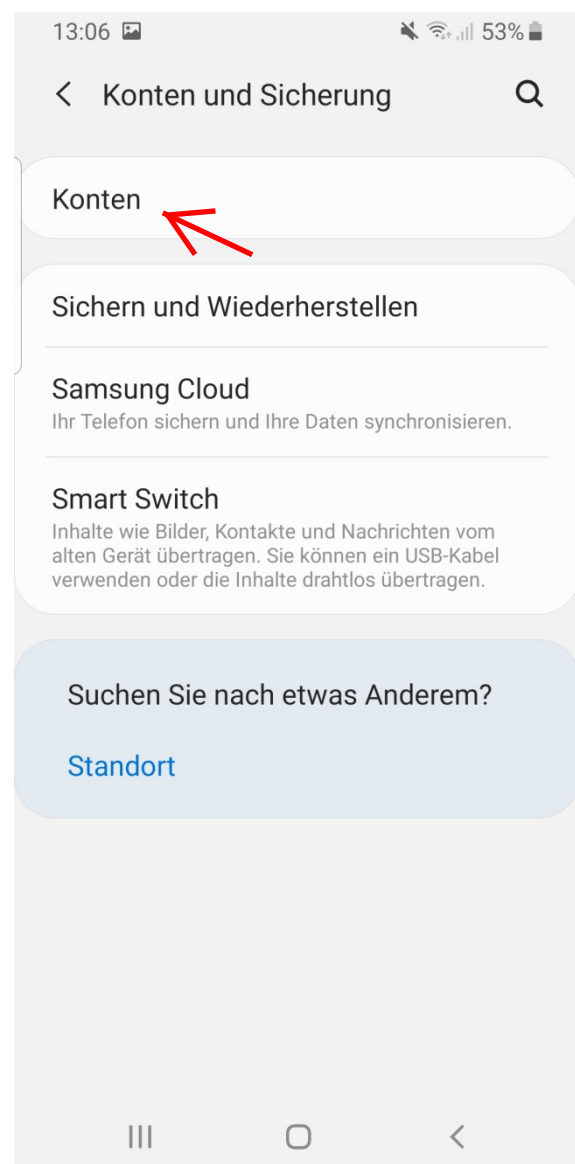 13:06 53%
Konten und Sicherung
Konten
Sichern und Wiederherstellen
Samsung Cloud
Ihr Telefon sichern und Ihre Daten synchronisieren.
Smart Switch
Inhalte wie Bilder, Kontakte und Nachrichten vom
alten Gerät übertragen. Sie können ein USB-Kabel
verwenden oder die Inhalte drahtlos übertragen.
Suchen Sie nach etwas Anderem?
Standort